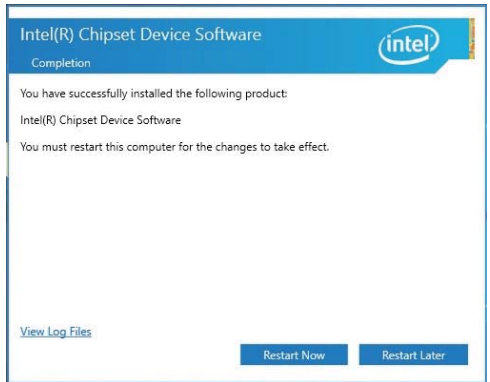 Intel(R) Chipset Device Software
intel
Completion
You have successfully installed the following product:
Intel(R) Chipset Device Software
You must restart this computer for the changes to take effect.
View Log Files
Restart Now
Restart Later